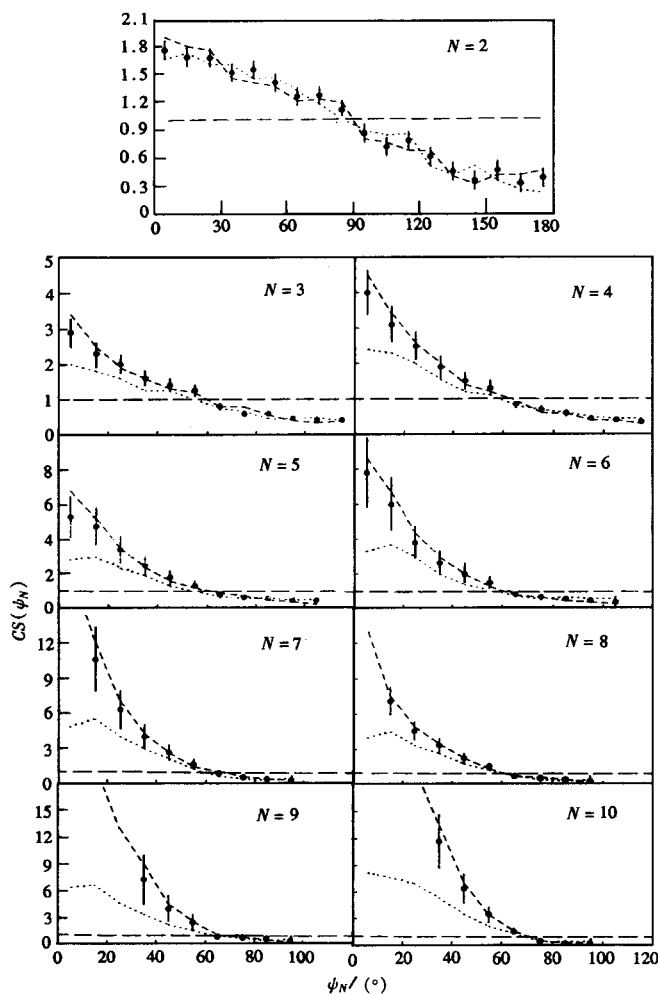 2.1
1.8
1.5
1.2
0.9
0.6
0.3
0
N = 2
0 30 60 90 120 150 180
5
4
3
2
1
0
N = 3
N = 4
8
6
4
2
0
N = 5
N = 6
CS(ψN)
12
9
6
3
0
N = 7
N = 8
15
12
9
6
3
0
N = 9
N = 10
0 20 40 60 80 100 0 20 40 60 80 100 120
ψN/ (°)